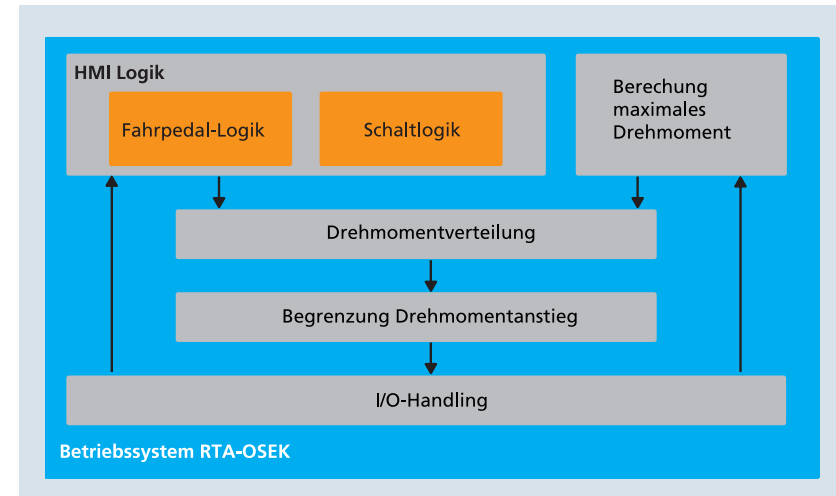 HMI Logik
Fahrpedal-Logik
Schaltlogik
Berechung
maximales
Drehmoment
Drehmomentverteilung
Begrenzung Drehmomentanstieg
I/O-Handling
Betriebssystem RTA-OSEK